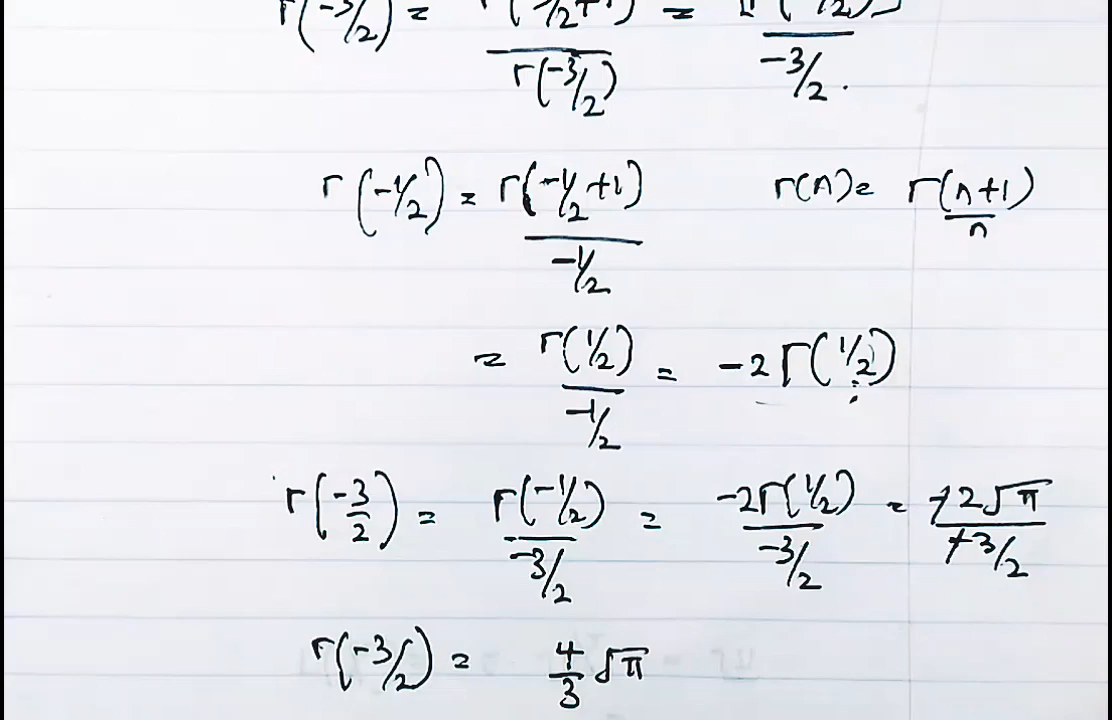 Γ(-3/2) = Γ(-3/2+1) / Γ(-3/2) = / -3/2.
Γ(-1/2) = Γ(-1/2+1) / -1/2 Γ(n) = Γ(n+1) / n
= Γ(1/2) / -1/2 = -2Γ(1/2)
Γ(-3/2) = Γ(-1/2) / -3/2 = -2Γ(1/2) / -3/2 = -2√π / -3/2
Γ(-3/2) = 4/3 √π